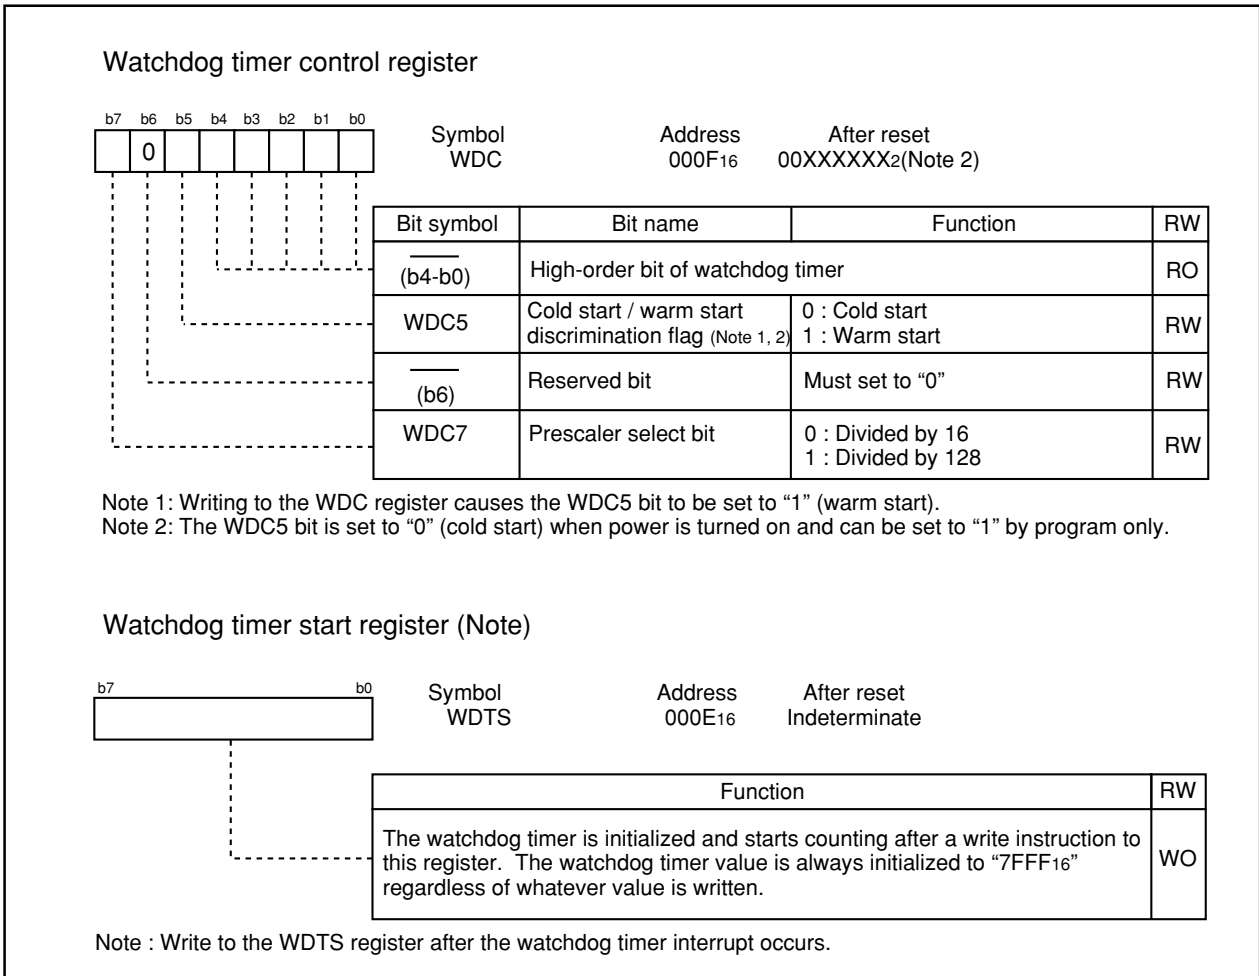 Watchdog timer control register
b7 b6 b5 b4 b3 b2 b1 b0
0
Symbol Address After reset
WDC 000F16 00XXXXXX2(Note 2)
Bit symbol Bit name Function RW
(b4-b0) High-order bit of watchdog timer RO
WDC5 Cold start / warm start discrimination flag (Note 1, 2) 0 : Cold start 1 : Warm start RW
(b6) Reserved bit Must set to “0” RW
WDC7 Prescaler select bit 0 : Divided by 16 1 : Divided by 128 RW
Note 1: Writing to the WDC register causes the WDC5 bit to be set to “1” (warm start).
Note 2: The WDC5 bit is set to “0” (cold start) when power is turned on and can be set to “1” by program only.
Watchdog timer start register (Note)
b7 b0
Symbol Address After reset
WDTS 000E16 Indeterminate
Function RW
The watchdog timer is initialized and starts counting after a write instruction to
this register. The watchdog timer value is always initialized to “7FFF16”
regardless of whatever value is written.
WO
Note : Write to the WDTS register after the watchdog timer interrupt occurs.